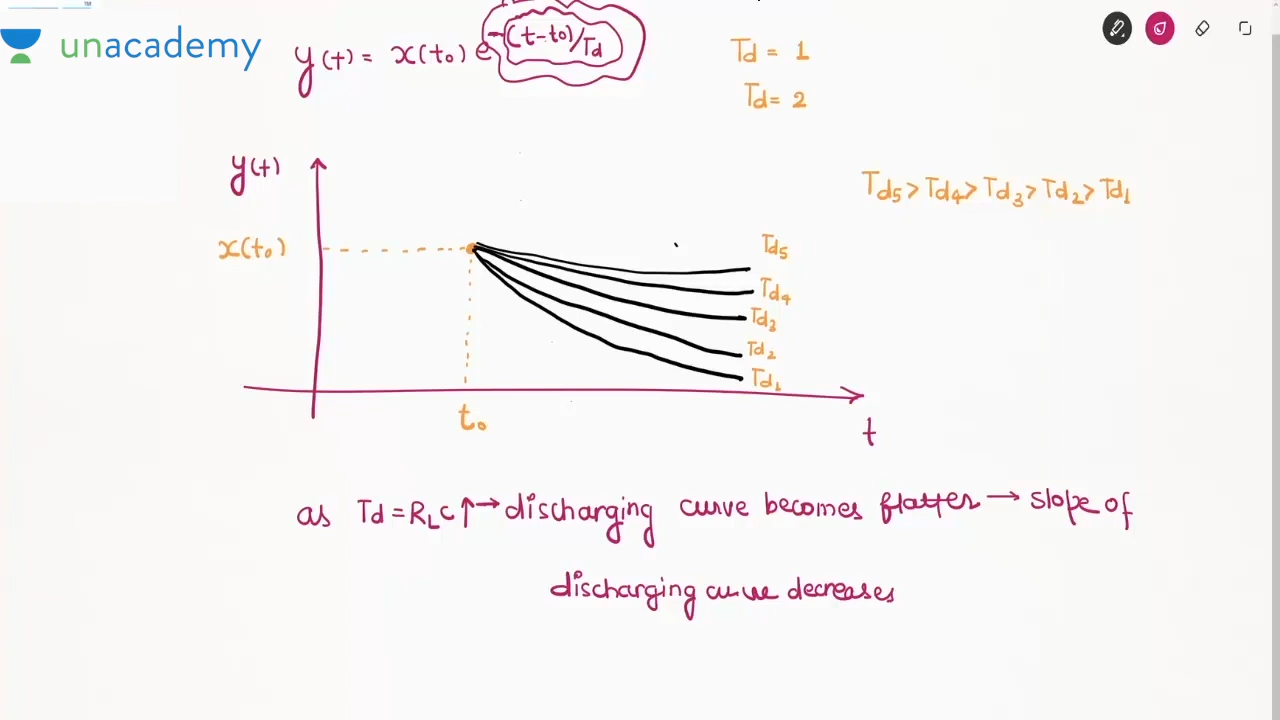 unacademy
y(t) = x(t₀) e^-(t-t₀)/Td
Td = 1
Td = 2
y(t)
Td5 > Td4 > Td3 > Td2 > Td1
x(t₀)
Td5
Td4
Td3
Td2
Td1
t₀
t
as Td = RLC ↑ → discharging curve becomes flatter → slope of
discharging curve decreases